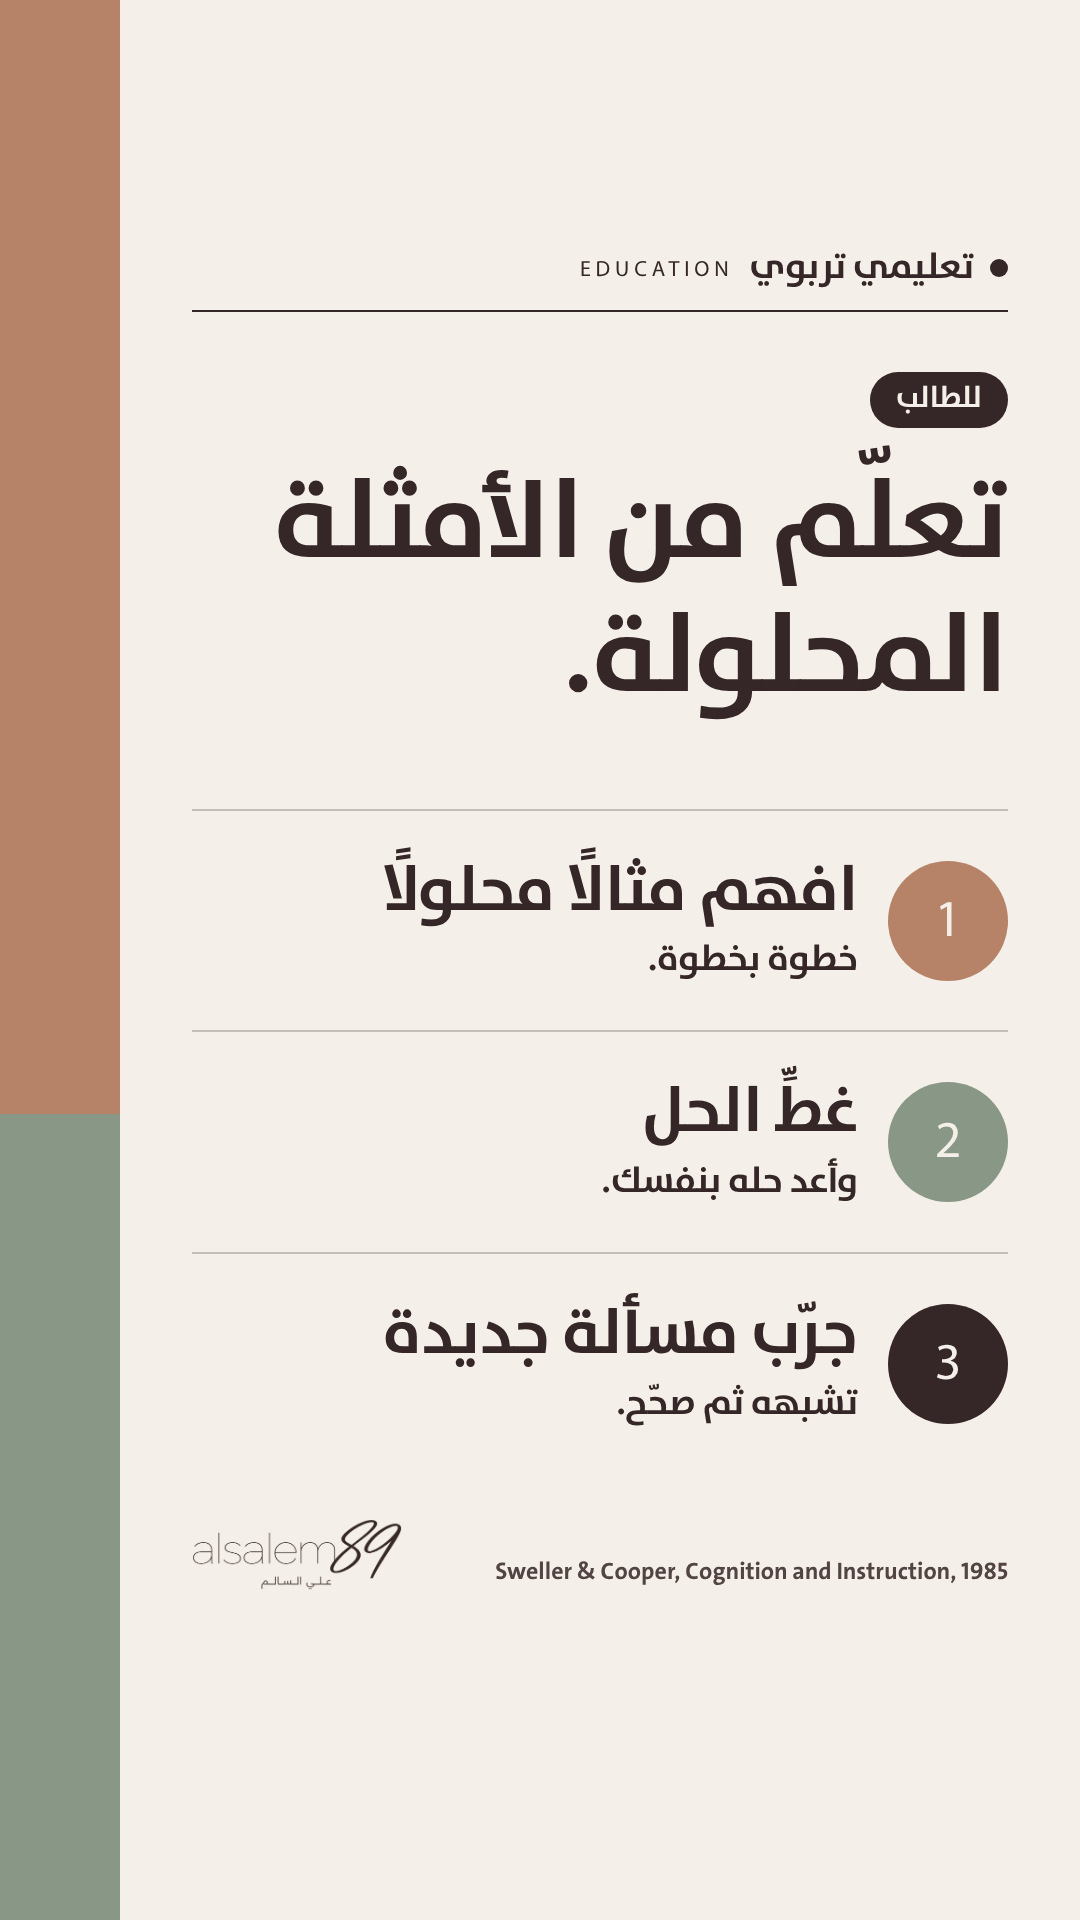 تعليمي تربوي EDUCATION
للطالب
تعلّم من الأمثلة
المحلولة.
1
افهم مثالًا محلولًا
خطوة بخطوة.
2
غطِّ الحل
وأعد حله بنفسك.
3
جرّب مسألة جديدة
تشبهه ثم صحّح.
Sweller & Cooper, Cognition and Instruction, 1985
alsalem89
علي السالم